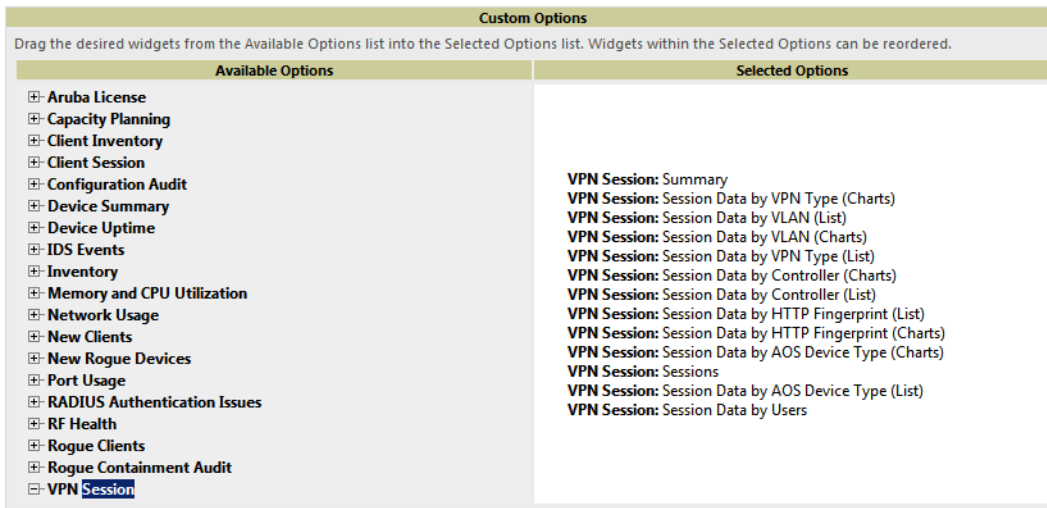 Custom Options
Drag the desired widgets from the Available Options list into the Selected Options list. Widgets within the Selected Options can be reordered.
Available Options
Aruba License
Capacity Planning
Client Inventory
Client Session
Configuration Audit
Device Summary
Device Uptime
IDS Events
Inventory
Memory and CPU Utilization
Network Usage
New Clients
New Rogue Devices
Port Usage
RADIUS Authentication Issues
RF Health
Rogue Clients
Rogue Containment Audit
VPN Session
Selected Options
VPN Session: Summary
VPN Session: Session Data by VPN Type (Charts)
VPN Session: Session Data by VLAN (List)
VPN Session: Session Data by VLAN (Charts)
VPN Session: Session Data by VPN Type (List)
VPN Session: Session Data by Controller (Charts)
VPN Session: Session Data by Controller (List)
VPN Session: Session Data by HTTP Fingerprint (List)
VPN Session: Session Data by HTTP Fingerprint (Charts)
VPN Session: Session Data by AOS Device Type (Charts)
VPN Session: Sessions
VPN Session: Session Data by AOS Device Type (List)
VPN Session: Session Data by Users